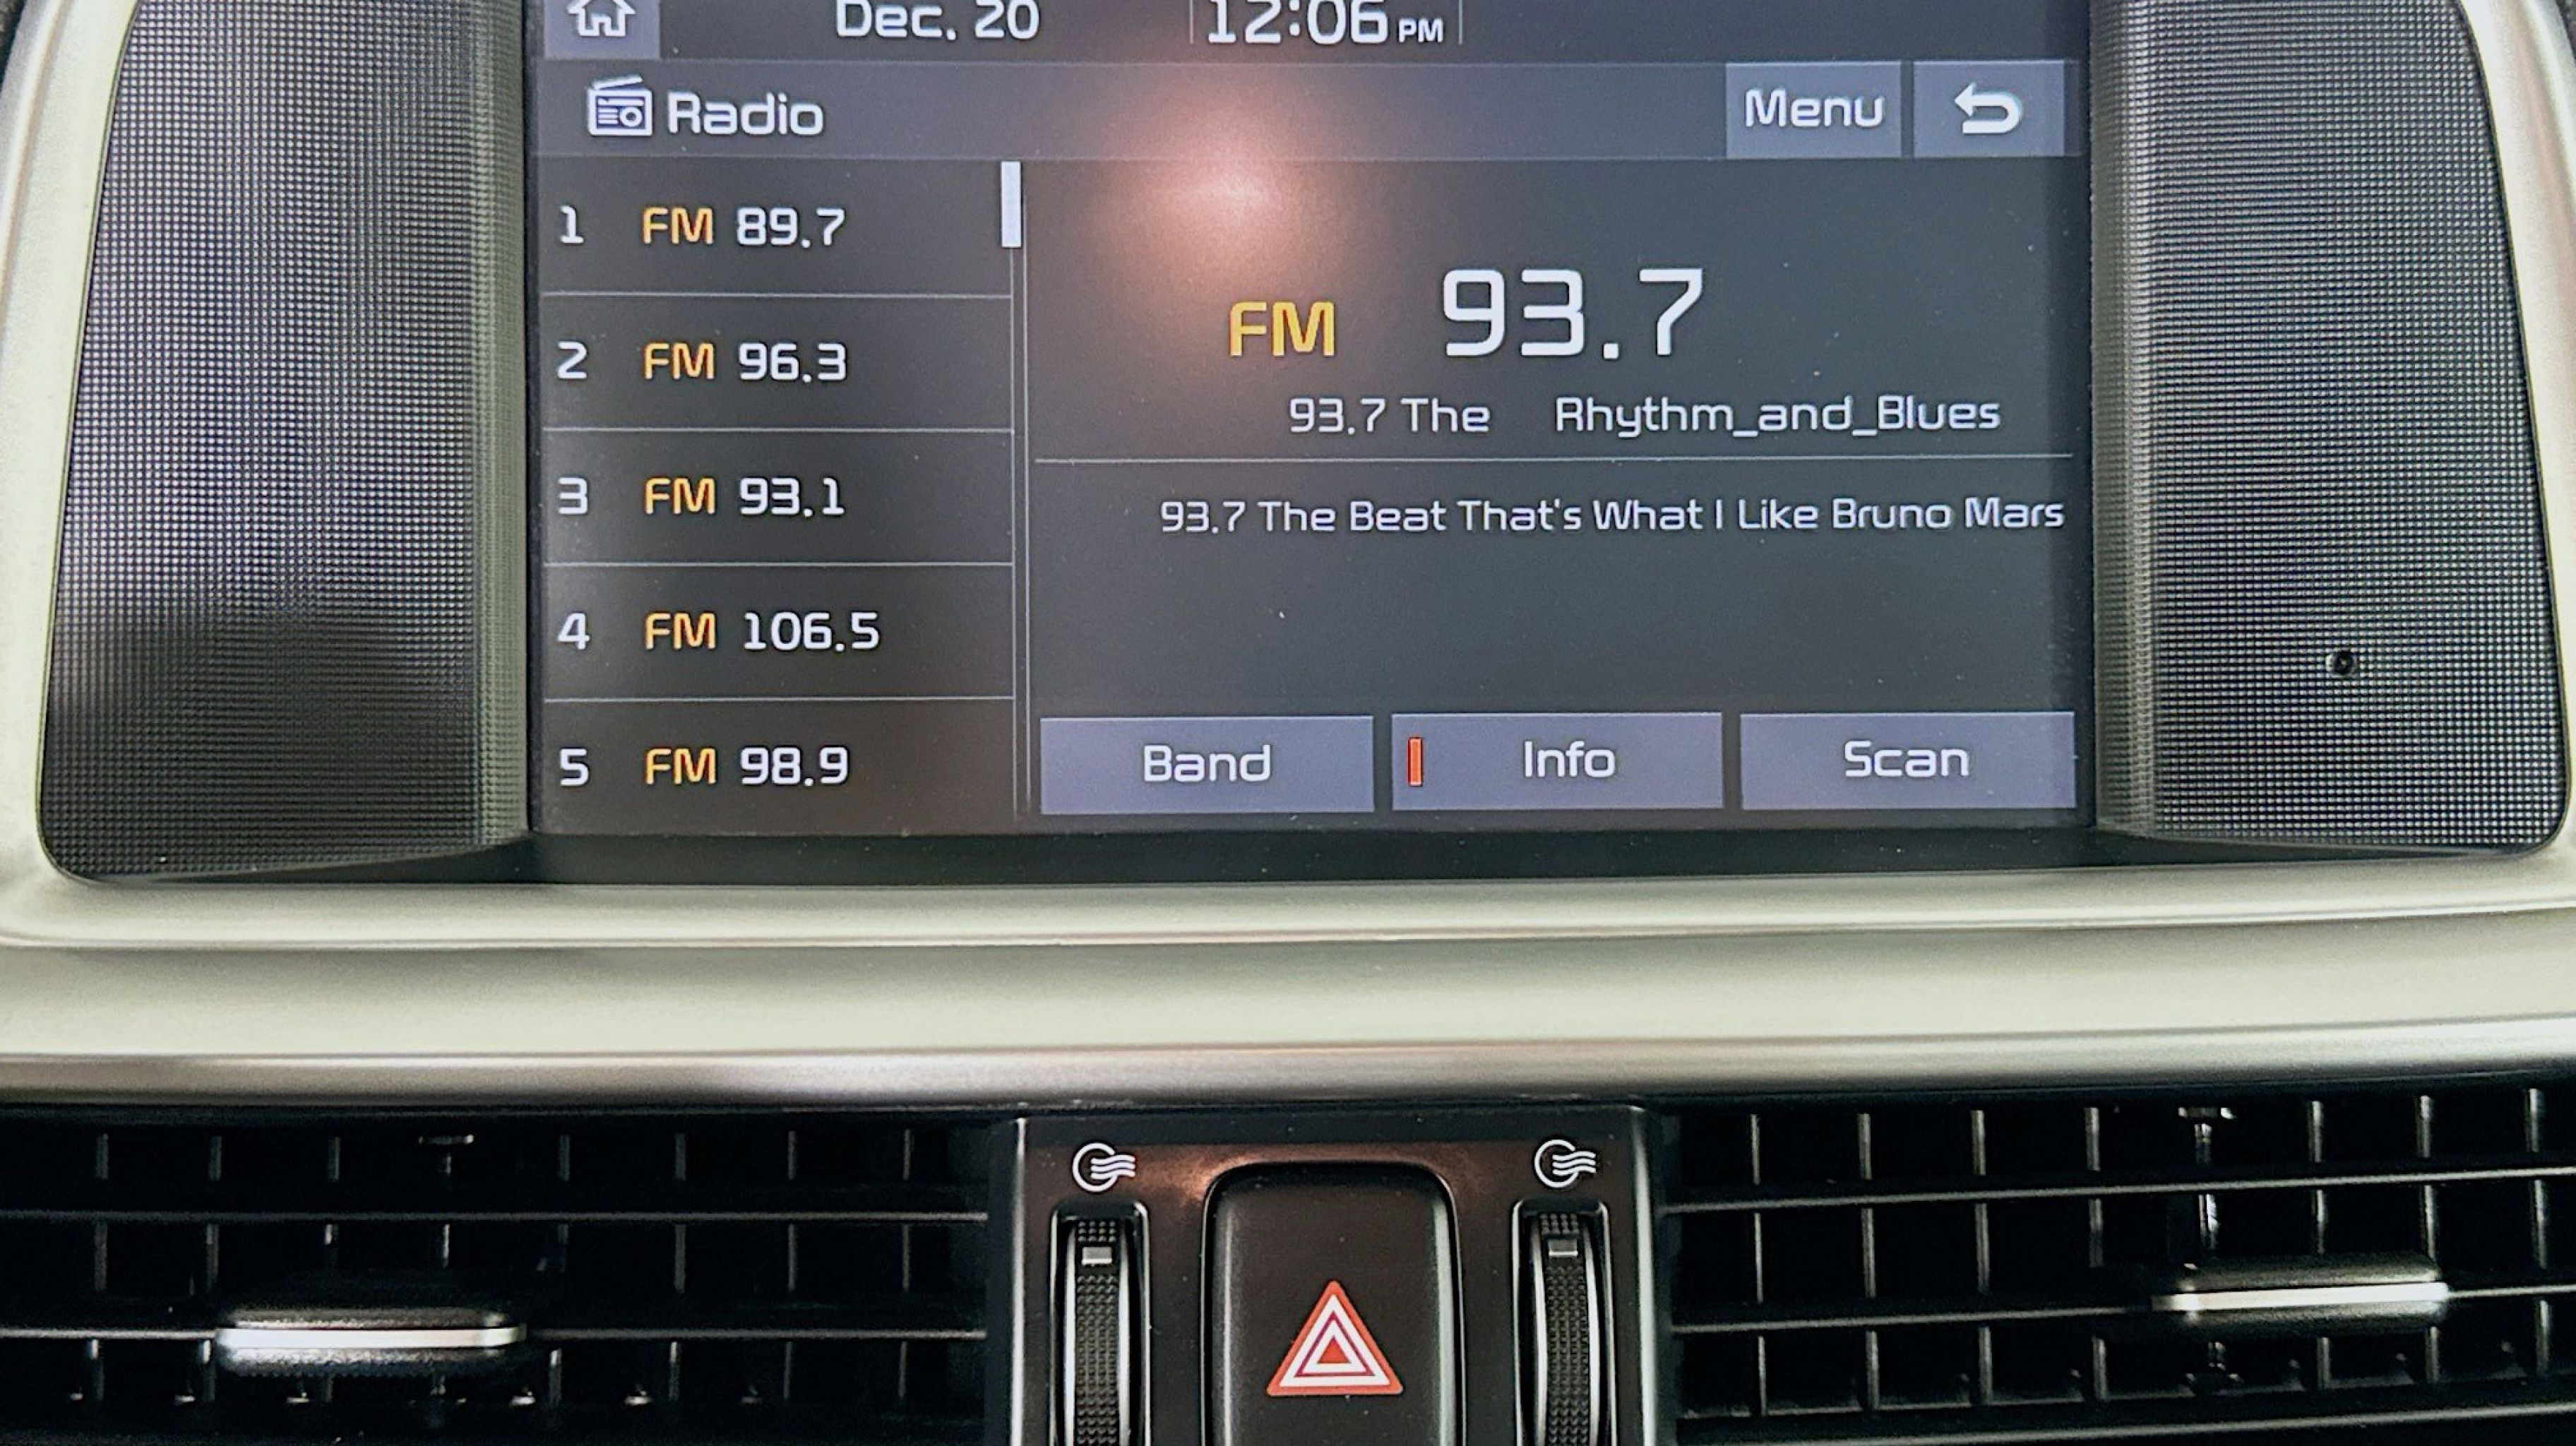 Dec. 20 12:06 PM
Radio Menu
1 FM 89.7
2 FM 96.3
3 FM 93.1
4 FM 106.5
5 FM 98.9
FM 93.7
93.7 The Rhythm_and_Blues
93.7 The Beat That's What I Like Bruno Mars
Band Info Scan